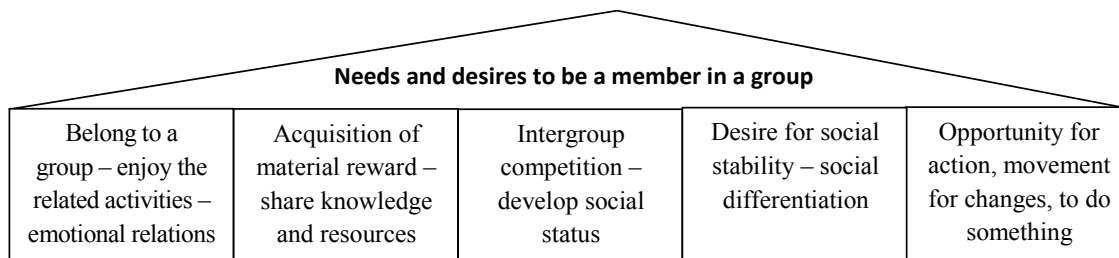 Needs and desires to be a member in a group
Belong to a
group – enjoy the
related activities –
emotional relations
Acquisition of
material reward –
share knowledge
and resources
Intergroup
competition –
develop social
status
Desire for social
stability – social
differentiation
Opportunity for
action, movement
for changes, to do
something